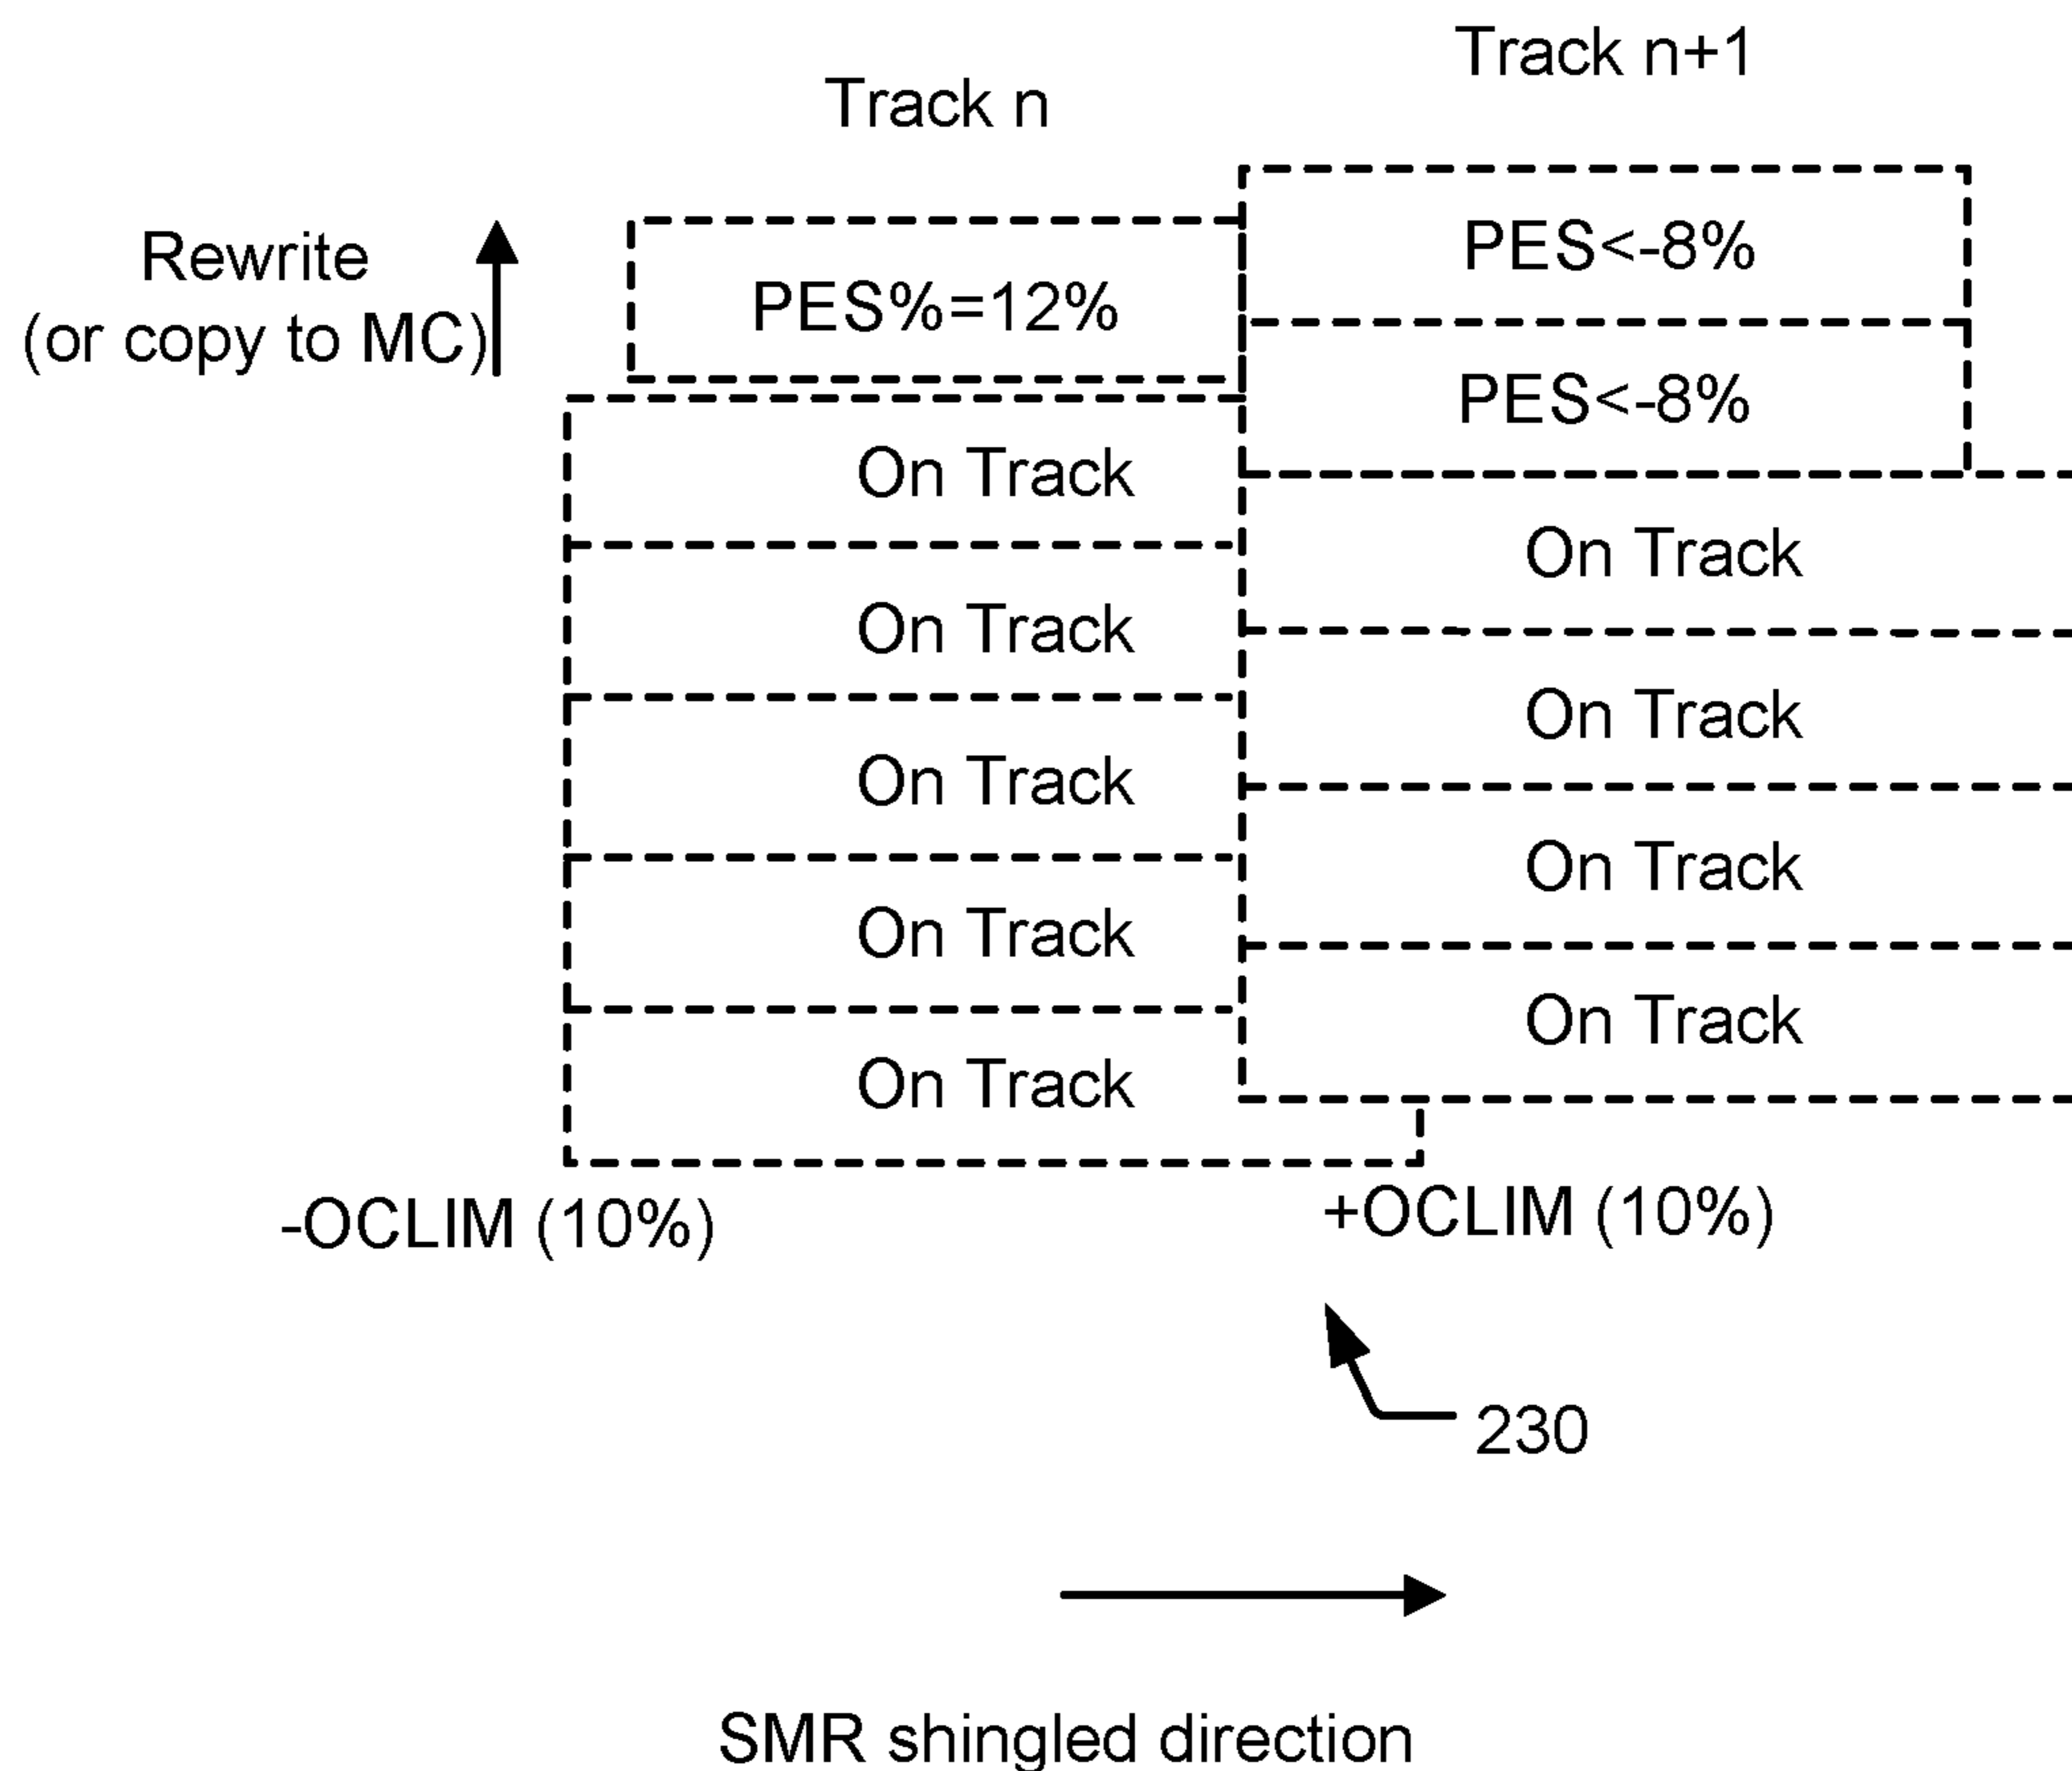 Track n
Track n+1
Rewrite
(or copy to MC)
PES%=12%
PES<-8%
PES<-8%
On Track
On Track
On Track
On Track
On Track
On Track
On Track
On Track
On Track
-OCLIM (10%)
+OCLIM (10%)
230
SMR shingled direction